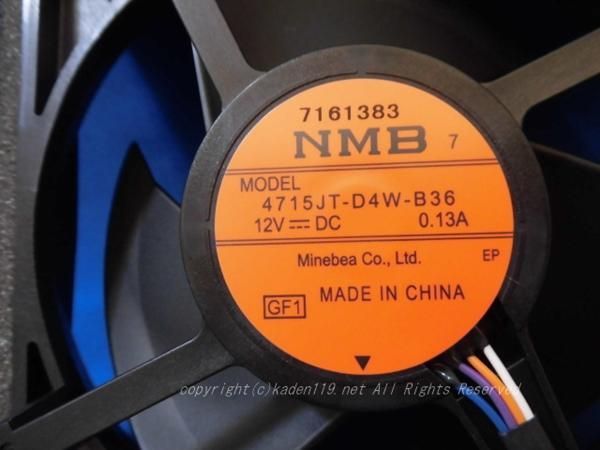 7161383
NMB 7
MODEL
4715JT-D4W-B36
12V ⎓ DC 0.13A
Minebea Co., Ltd. EP
GF1 MADE IN CHINA
copyright(c)kaden119.net All Rights Reserved